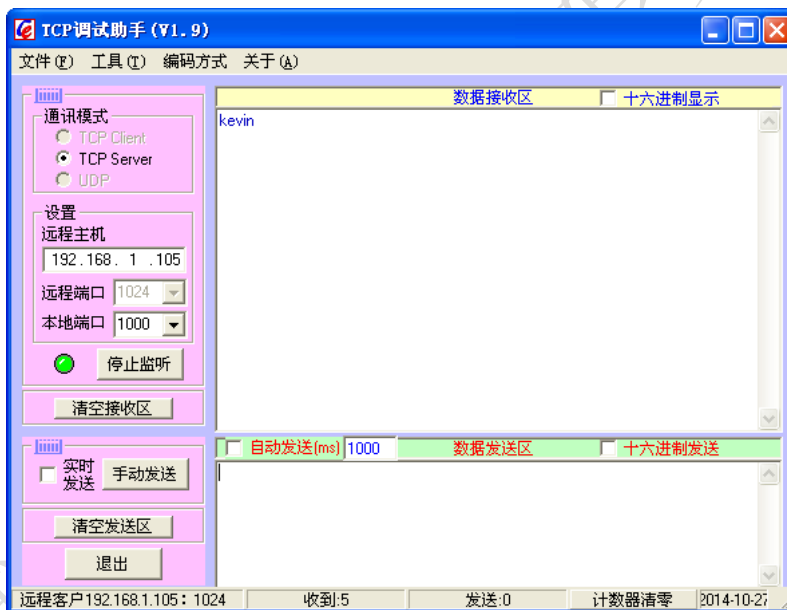 TCP调试助手(V1.9)
文件(F) 工具(T) 编码方式 关于(A)
数据接收区 十六进制显示
通讯模式
TCP Client
TCP Server
UDP
kevin
设置
远程主机
192.168. 1 .105
远程端口 1024
本地端口 1000
停止监听
清空接收区
自动发送(ms) 1000 数据发送区 十六进制发送
实时
发送
手动发送
清空发送区
退出
远程客户192.168.1.105:1024 收到:5 发送:0 计数器清零 2014-10-27